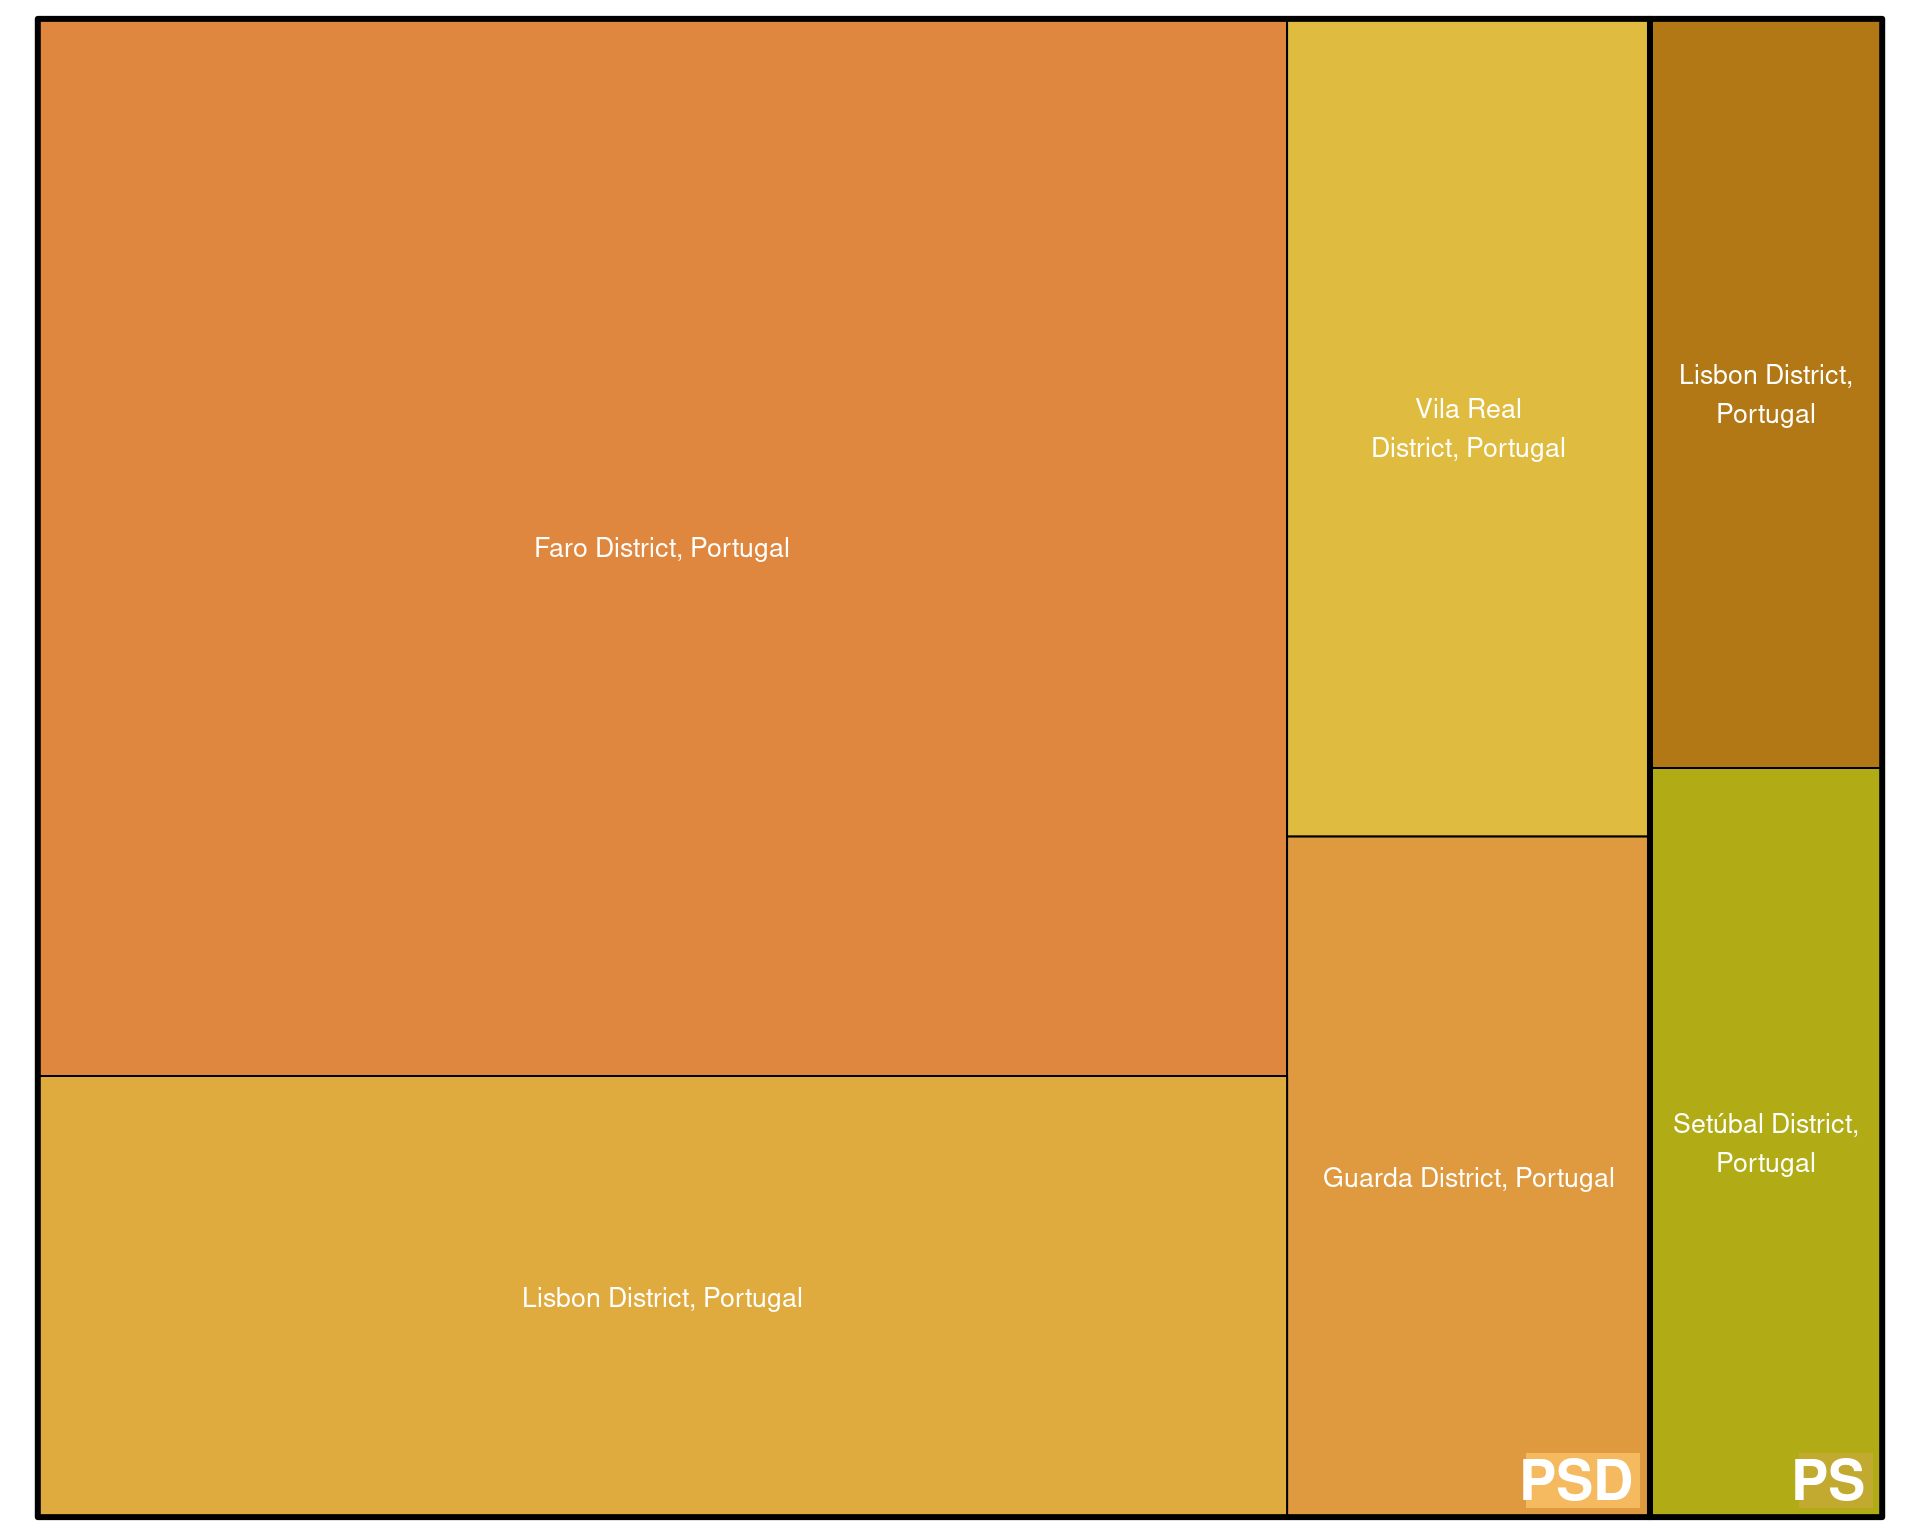 Faro District, Portugal
Lisbon District, Portugal
Vila Real
District, Portugal
Guarda District, Portugal
PSD
Lisbon District,
Portugal
Setúbal District,
Portugal
PS